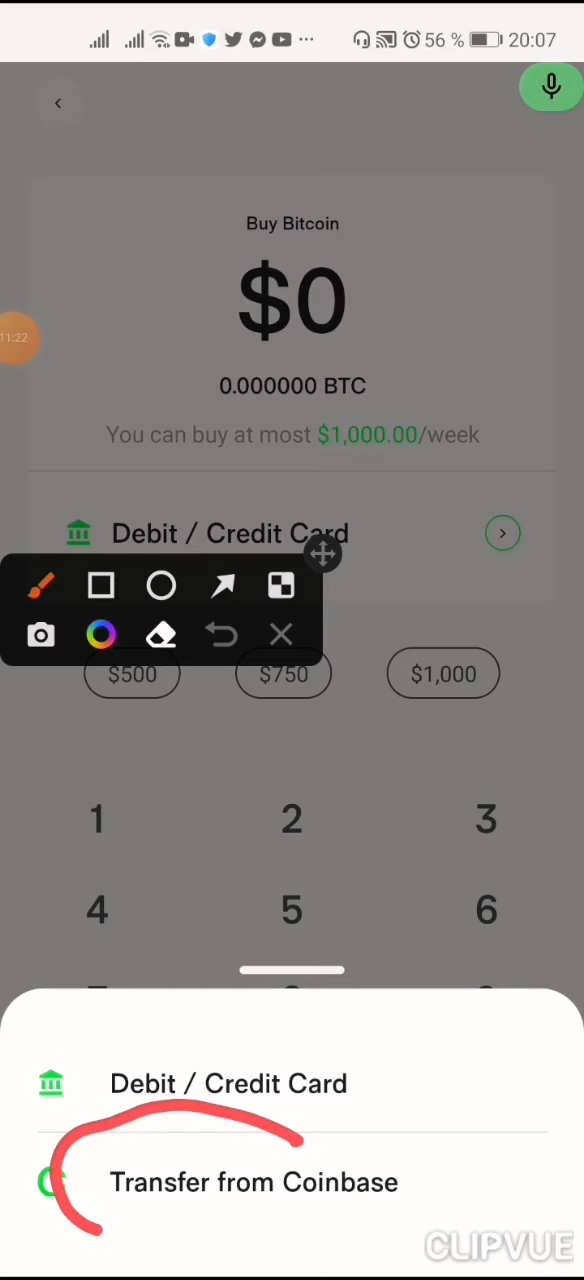 56 % 20:07
Buy Bitcoin
$0
11:22
0.000000 BTC
You can buy at most $1,000.00/week
Debit / Credit Card
$500 $750 $1,000
1 2 3
4 5 6
Debit / Credit Card
Transfer from Coinbase
CLIPVUE